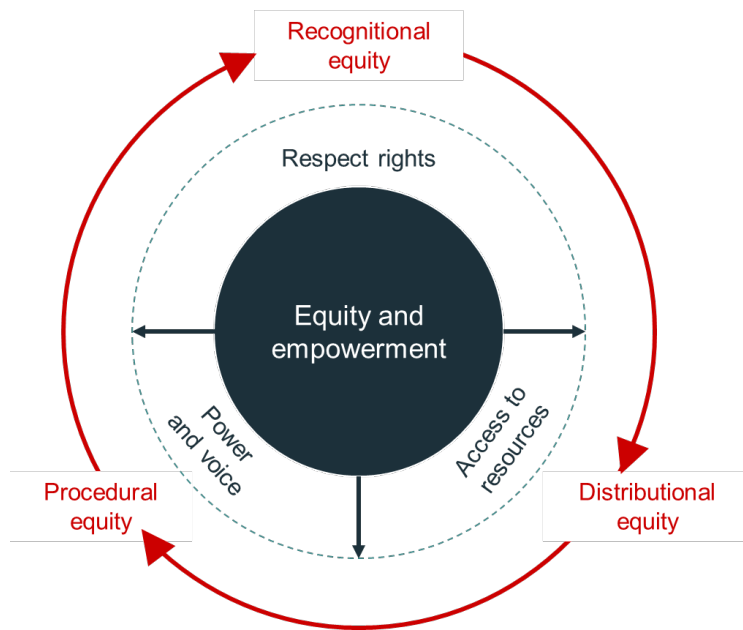 Recognitional
equity
Respect rights
Equity and
empowerment
Power
and voice
Access to
resources
Procedural
equity
Distributional
equity